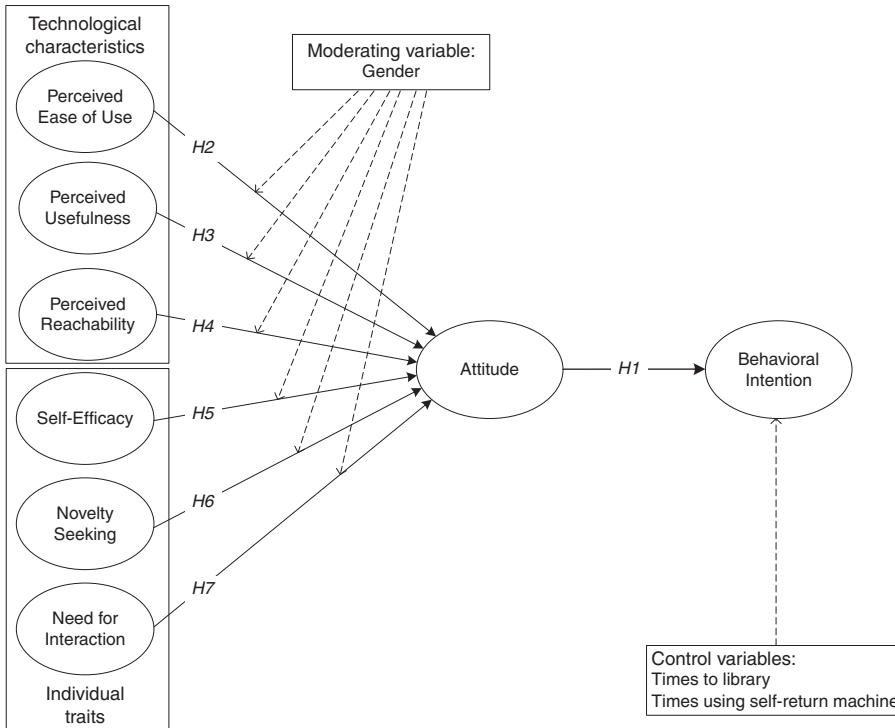 Technological
characteristics
Perceived
Ease of Use
Perceived
Usefulness
Perceived
Reachability
Self-Efficacy
Novelty
Seeking
Need for
Interaction
Individual
traits
Moderating variable:
Gender
H2
H3
H4
H5
H6
H7
Attitude
H1
Behavioral
Intention
Control variables:
Times to library
Times using self-return machine